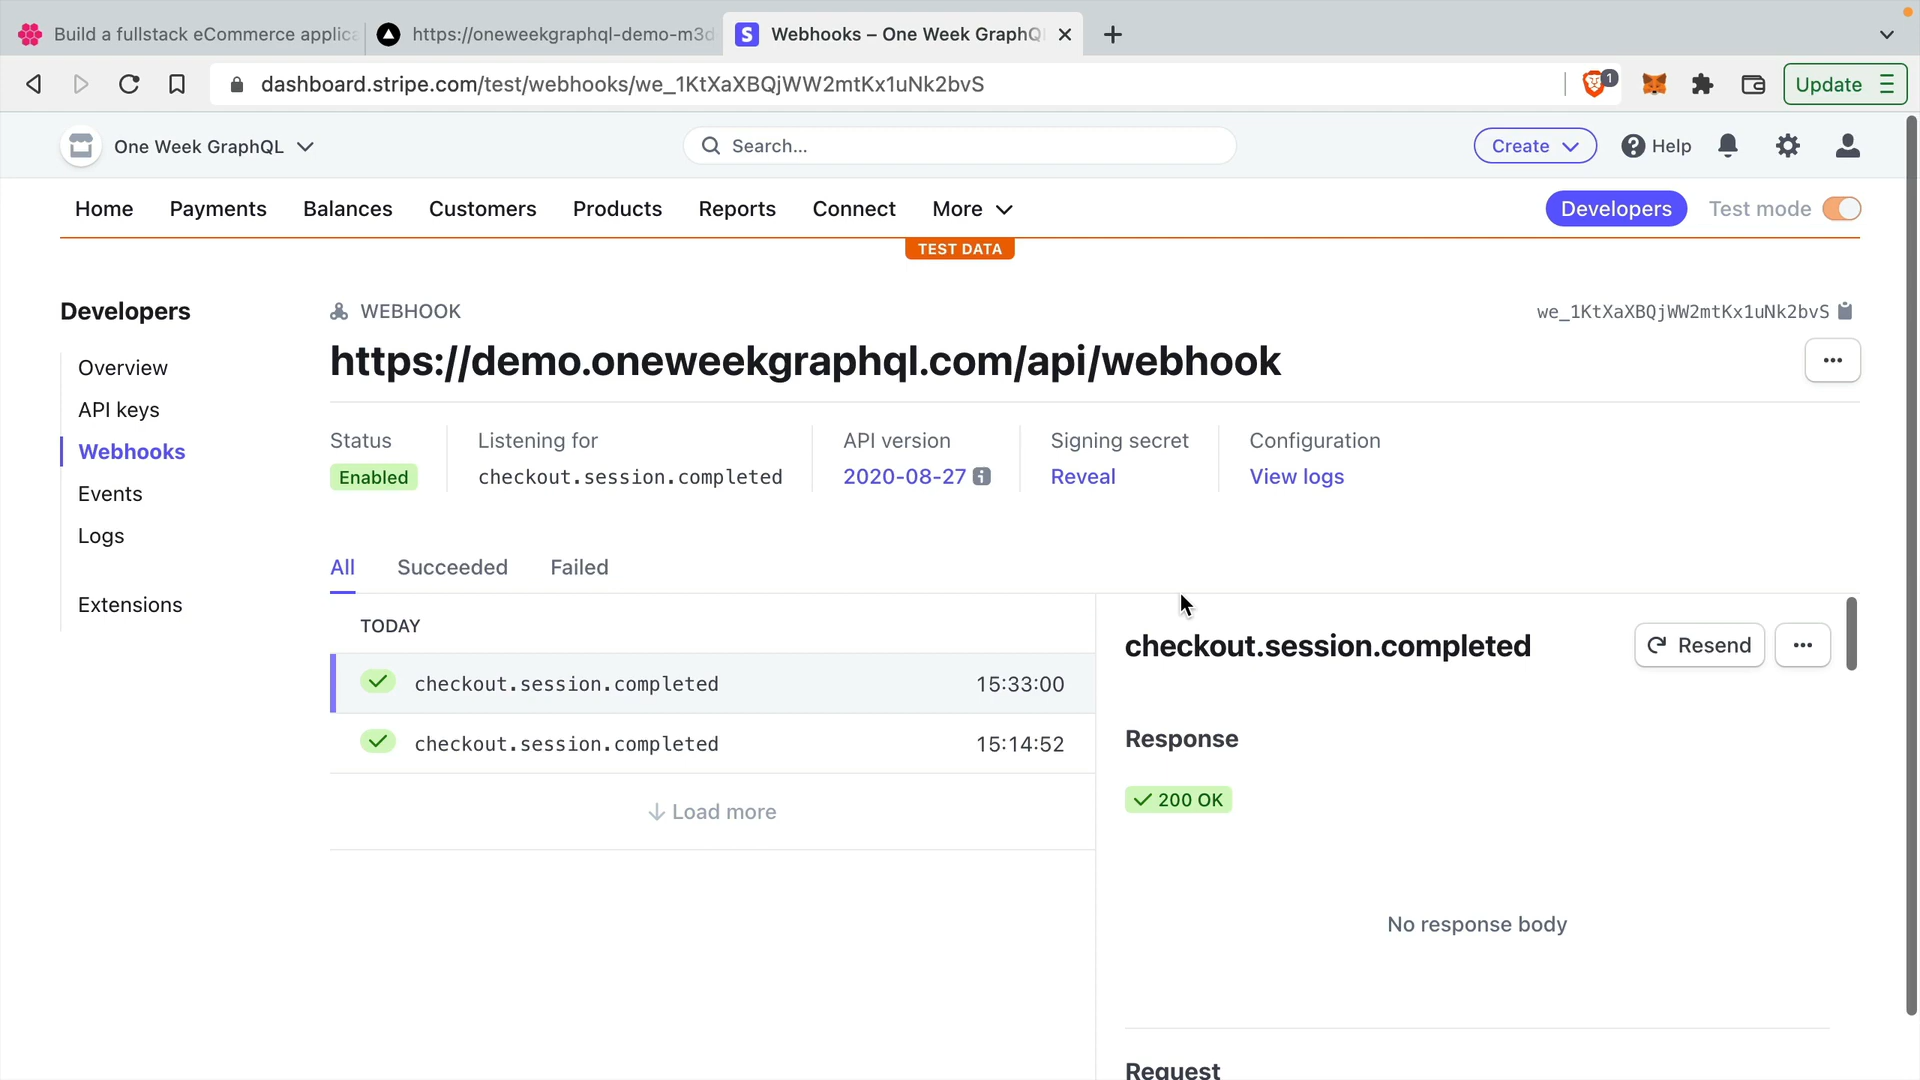 Build a fullstack eCommerce applica
https://oneweekgraphql-demo-m3d
S
Webhooks – One Week GraphQL
dashboard.stripe.com/test/webhooks/we_1KtXaXBQjWW2mtKx1uNk2bvS
1
Update
One Week GraphQL
Search...
Create
Help
Home
Payments
Balances
Customers
Products
Reports
Connect
More
Developers
Test mode
TEST DATA
Developers
Overview
API keys
Webhooks
Events
Logs
Extensions
WEBHOOK
we_1KtXaXBQjWW2mtKx1uNk2bvS
https://demo.oneweekgraphql.com/api/webhook
Status
Enabled
Listening for
checkout.session.completed
API version
2020-08-27
Signing secret
Reveal
Configuration
View logs
All
Succeeded
Failed
TODAY
checkout.session.completed 15:33:00
checkout.session.completed 15:14:52
Load more
checkout.session.completed
Resend
Response
200 OK
No response body
Request